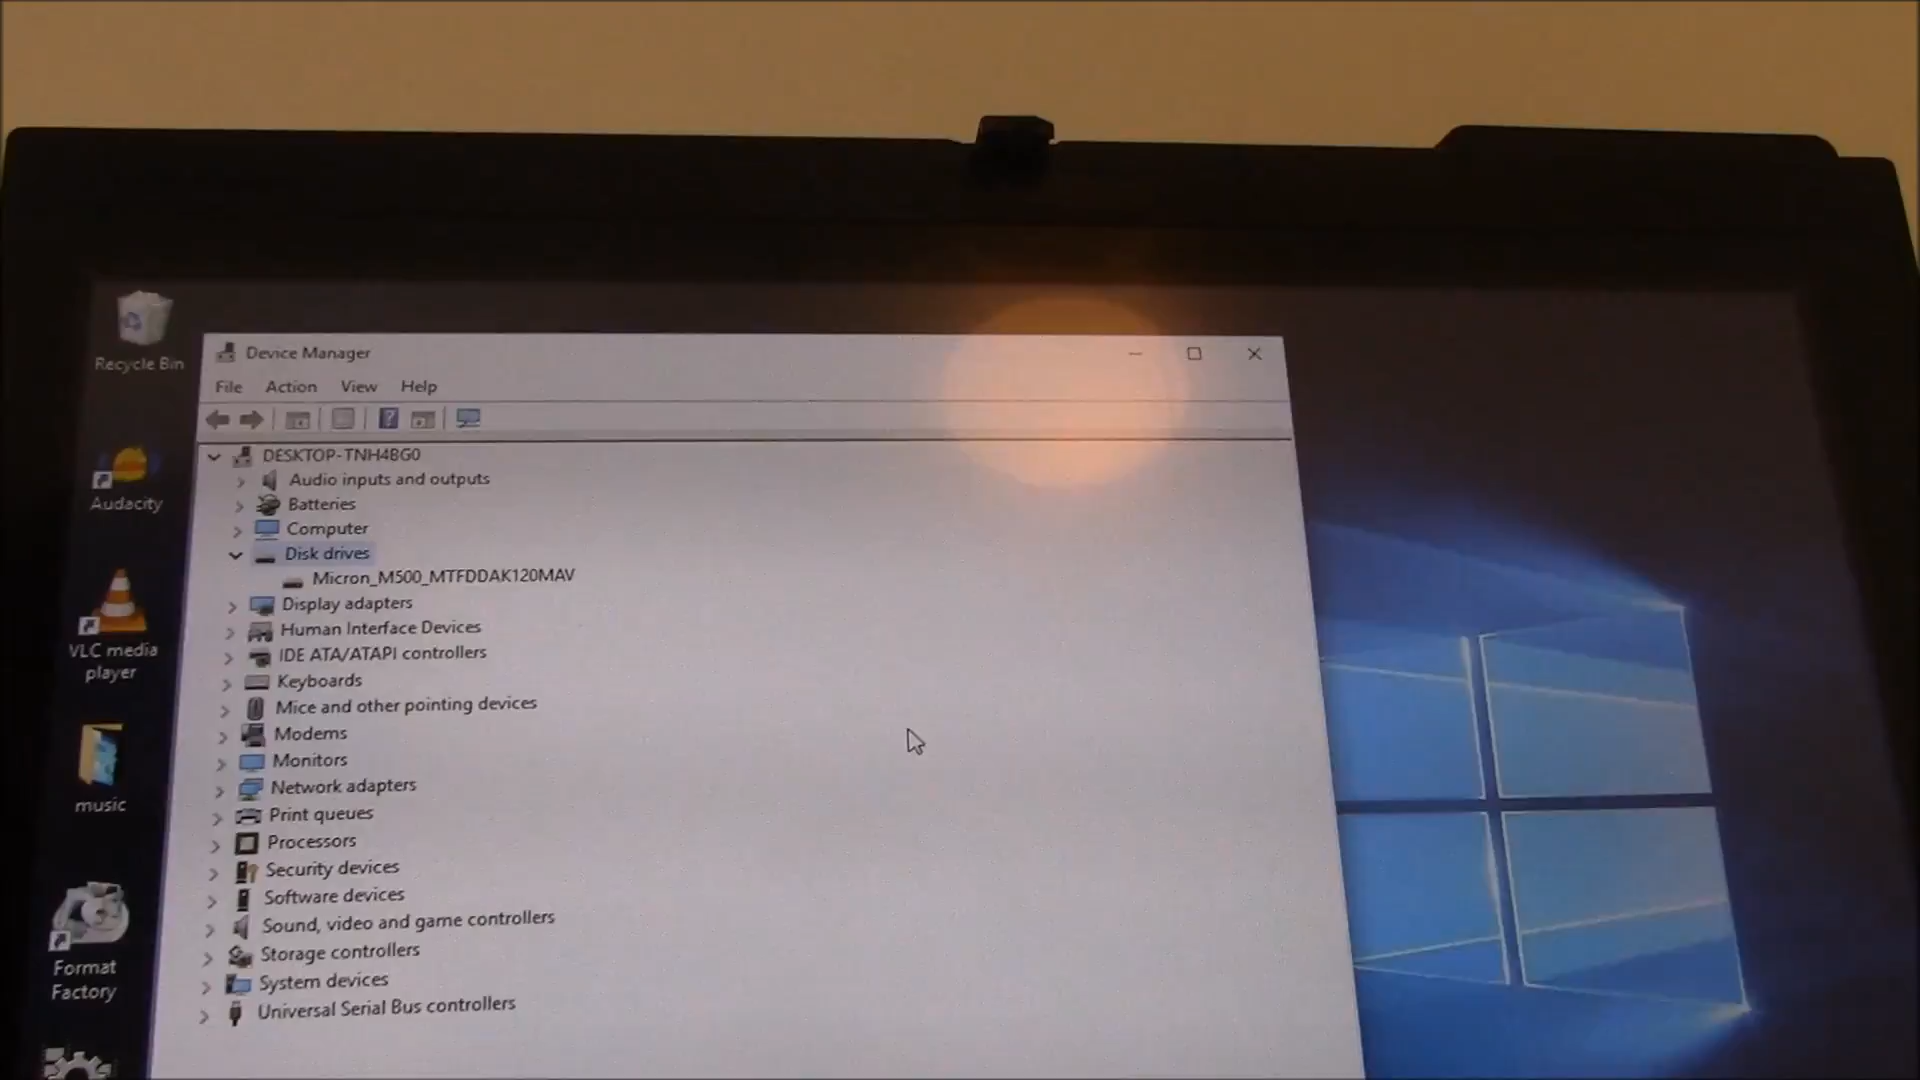 Recycle Bin
Audacity
VLC media
player
music
Format
Factory
Device Manager
File Action View Help
DESKTOP-TNH4BG0
Audio inputs and outputs
Batteries
Computer
Disk drives
Micron_M500_MTFDDAK120MAV
Display adapters
Human Interface Devices
IDE ATA/ATAPI controllers
Keyboards
Mice and other pointing devices
Modems
Monitors
Network adapters
Print queues
Processors
Security devices
Software devices
Sound, video and game controllers
Storage controllers
System devices
Universal Serial Bus controllers